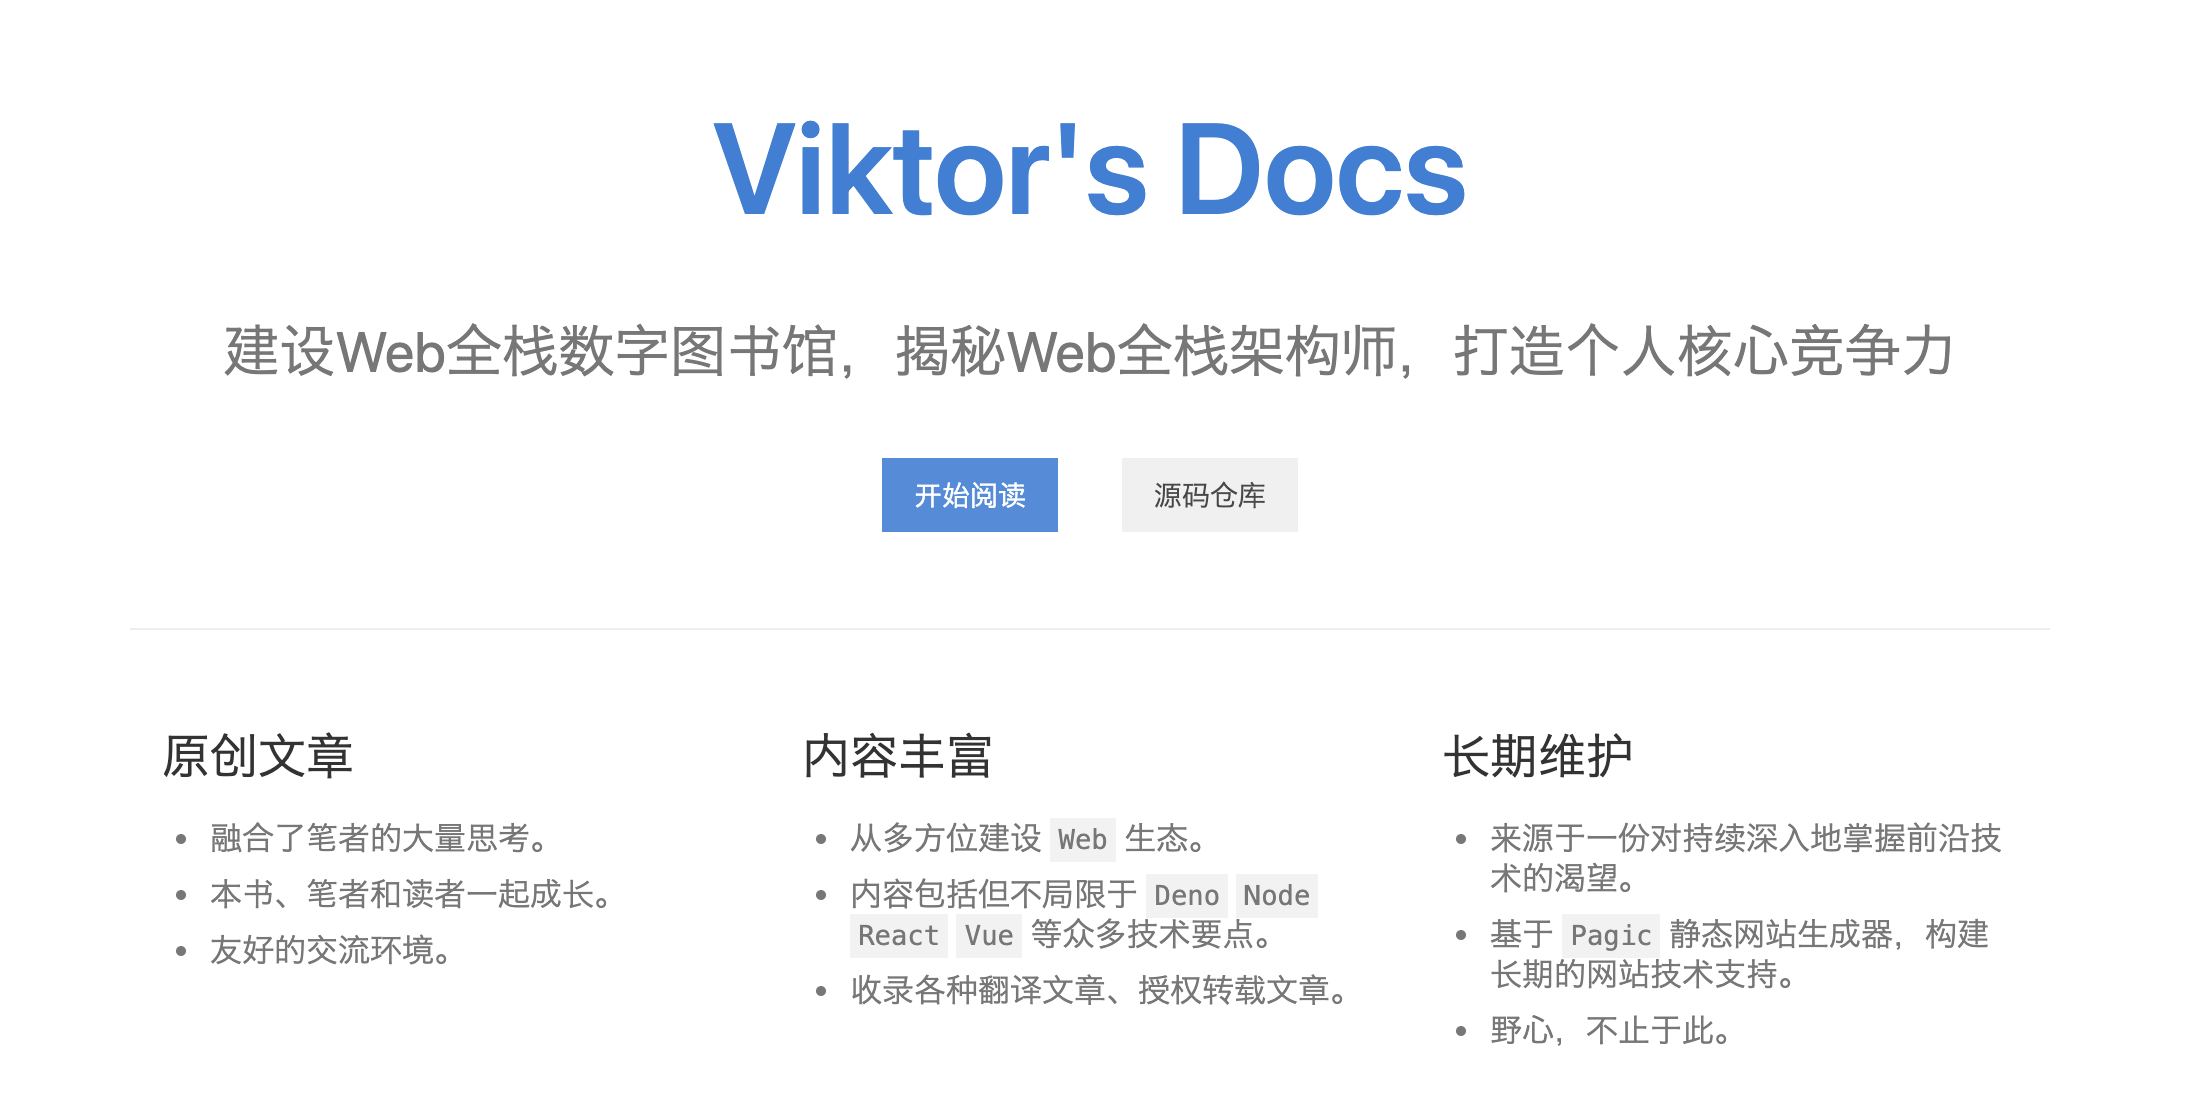 Viktor's Docs
建设Web全栈数字图书馆，揭秘Web全栈架构师，打造个人核心竞争力
开始阅读
源码仓库
原创文章
融合了笔者的大量思考。
本书、笔者和读者一起成长。
友好的交流环境。
内容丰富
从多方位建设 Web 生态。
内容包括但不局限于 Deno Node
React Vue 等众多技术要点。
收录各种翻译文章、授权转载文章。
长期维护
来源于一份对持续深入地掌握前沿技
术的渴望。
基于 Pagic 静态网站生成器，构建
长期的网站技术支持。
野心，不止于此。